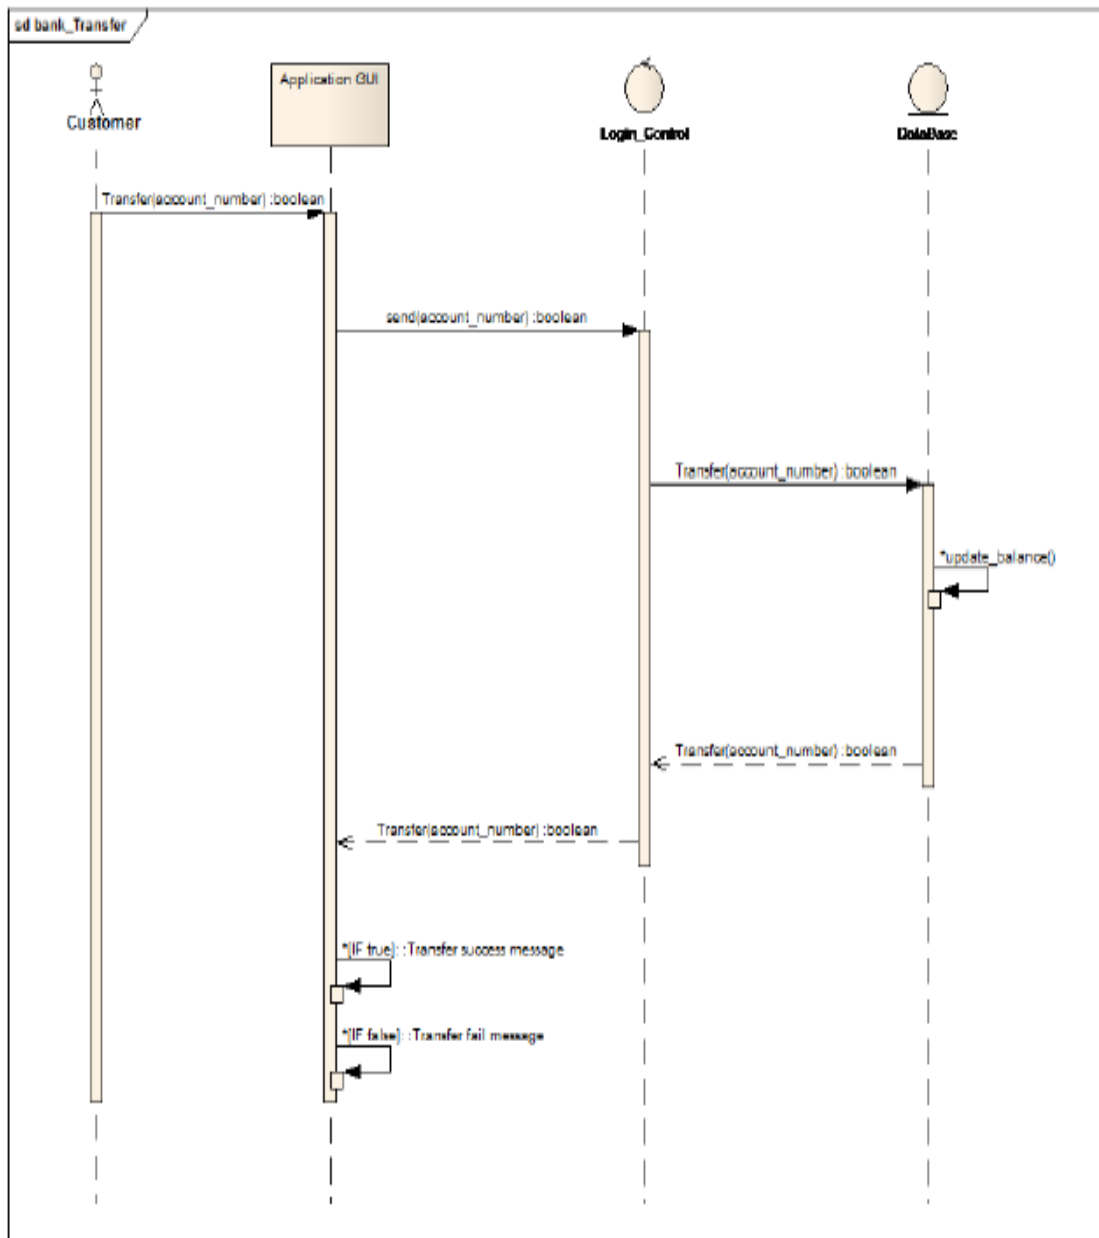 sd bank_Transfer
Customer
Application GUI
Login_Control
DataBase
Transfer(account_number) :boolean
send(account_number) :boolean
Transfer(account_number) :boolean
*update_balance()
Transfer(account_number) :boolean
Transfer(account_number) :boolean
*[IF true]: :Transfer success message
*[IF false]: :Transfer fail message